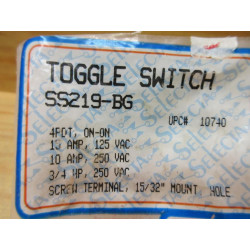 TOGGLE SWITCH
SS219-BG
UPC# 10740
4PDT, ON-ON
15 AMP, 125 VAC
10 AMP, 250 VAC
3/4 HP, 250 VAC
SCREW TERMINAL, 15/32" MOUNT. HOLE